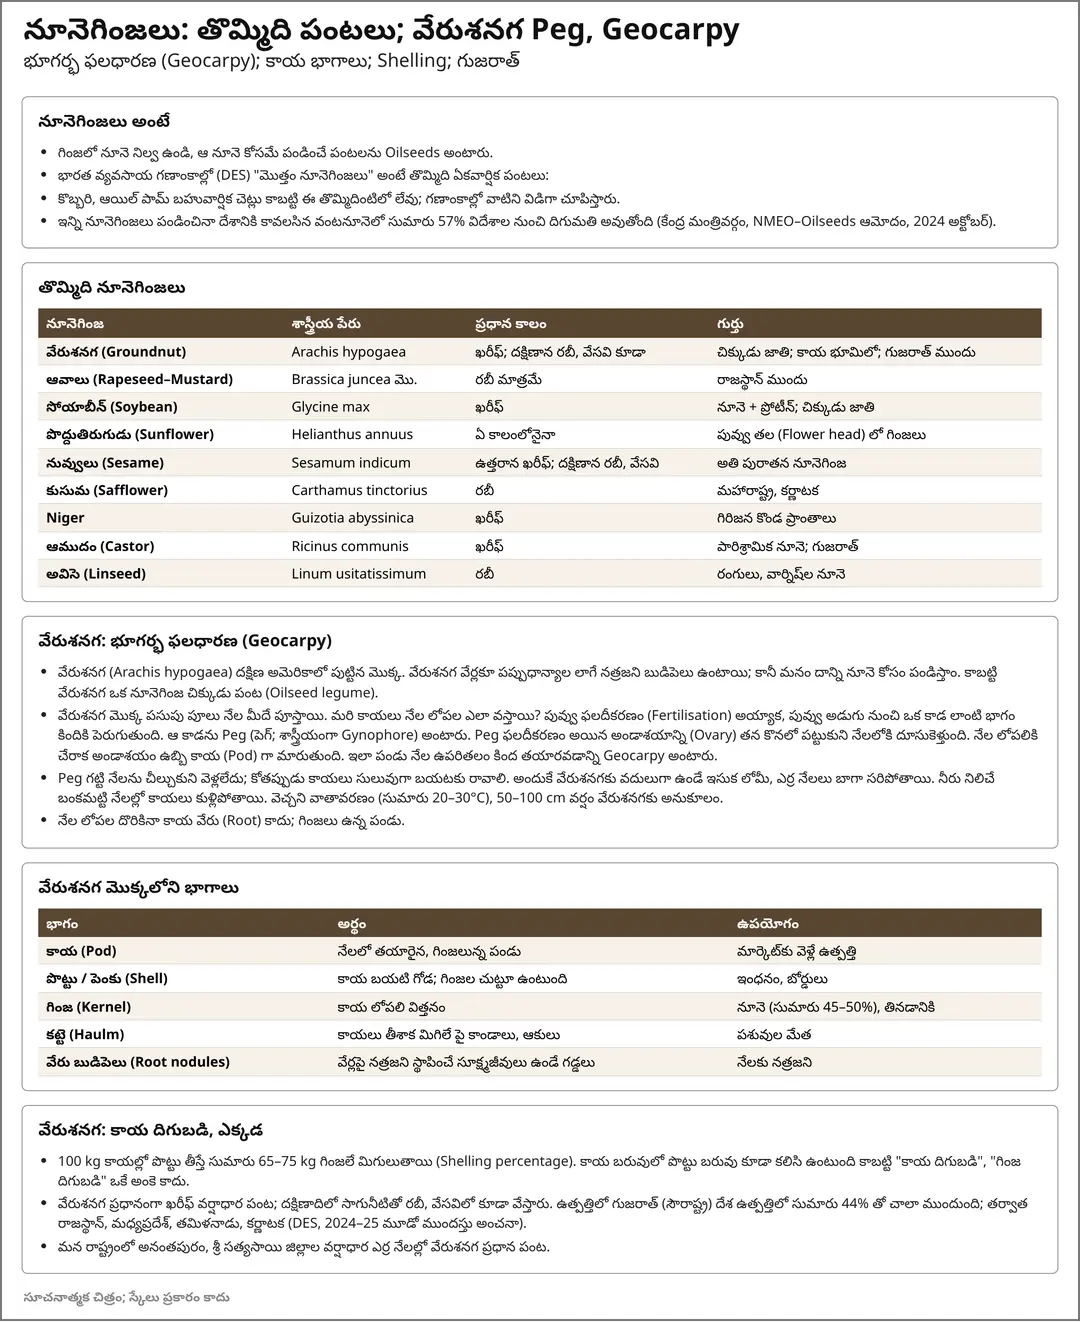 నూనెగింజలు: తొమ్మిది పంటలు; వేరుశనగ Peg, Geocarpy
భూగర్భ ఫలధారణ (Geocarpy); కాయ భాగాలు; Shelling; గుజరాత్
నూనెగింజలు అంటే
• గింజలో నూనె నిల్వ ఉండి, ఆ నూనె కోసమే పండించే పంటలను Oilseeds అంటారు.
• భారత వ్యవసాయ గణాంకాల్లో (DES) "మొత్తం నూనెగింజలు" అంటే తొమ్మిది ఏకవార్షిక పంటలు:
• కొబ్బరి, ఆయిల్ పామ్ బహువార్షిక చెట్లు కాబట్టి ఈ తొమ్మిదింటిలో లేవు; గణాంకాల్లో వాటిని విడిగా చూపిస్తారు.
• ఇన్ని నూనెగింజలు పండించినా దేశానికి కావలసిన వంటనూనెలో సుమారు 57% విదేశాల నుంచి దిగుమతి అవుతోంది (కేంద్ర మంత్రివర్గం, NMEO–Oilseeds ఆమోదం, 2024 అక్టోబర్).
తొమ్మిది నూనెగింజలు
నూనెగింజ శాస్త్రీయ పేరు ప్రధాన కాలం గుర్తు
వేరుశనగ (Groundnut) Arachis hypogaea ఖరీఫ్; దక్షిణాన రబీ, వేసవి కూడా చిక్కుడు జాతి; కాయ భూమిలో; గుజరాత్ ముందు
ఆవాలు (Rapeseed–Mustard) Brassica juncea మొ. రబీ మాత్రమే రాజస్థాన్ ముందు
సోయాబీన్ (Soybean) Glycine max ఖరీఫ్ నూనె + ప్రోటీన్; చిక్కుడు జాతి
పొద్దుతిరుగుడు (Sunflower) Helianthus annuus ఏ కాలంలోనైనా పువ్వు తల (Flower head) లో గింజలు
నువ్వులు (Sesame) Sesamum indicum ఉత్తరాన ఖరీఫ్; దక్షిణాన రబీ, వేసవి అతి పురాతన నూనెగింజ
కుసుమ (Safflower) Carthamus tinctorius రబీ మహారాష్ట్ర, కర్ణాటక
Niger Guizotia abyssinica ఖరీఫ్ గిరిజన కొండ ప్రాంతాలు
ఆముదం (Castor) Ricinus communis ఖరీఫ్ పారిశ్రామిక నూనె; గుజరాత్
అవిసె (Linseed) Linum usitatissimum రబీ రంగులు, వార్నిష్‌ల నూనె
వేరుశనగ: భూగర్భ ఫలధారణ (Geocarpy)
• వేరుశనగ (Arachis hypogaea) దక్షిణ అమెరికాలో పుట్టిన మొక్క. వేరుశనగ వేర్లకూ పప్పుధాన్యాల లాగే నత్రజని బుడిపెలు ఉంటాయి; కానీ మనం దాన్ని నూనె కోసం పండిస్తాం. కాబట్టి
వేరుశనగ ఒక నూనెగింజ చిక్కుడు పంట (Oilseed legume).
• వేరుశనగ మొక్క పసుపు పూలు నేల మీదే పూస్తాయి. మరి కాయలు నేల లోపల ఎలా వస్తాయి? పువ్వు ఫలదీకరణం (Fertilisation) అయ్యాక, పువ్వు అడుగు నుంచి ఒక కాడ లాంటి భాగం
కిందికి పెరుగుతుంది. ఆ కాడను Peg (పెగ్; శాస్త్రీయంగా Gynophore) అంటారు. Peg ఫలదీకరణం అయిన అండాశయాన్ని (Ovary) తన కొనలో పట్టుకుని నేలలోకి దూసుకెళ్తుంది. నేల లోపలికి
చేరాక అండాశయం ఉబ్బి కాయ (Pod) గా మారుతుంది. ఇలా పండు నేల ఉపరితలం కింద తయారవడాన్ని Geocarpy అంటారు.
• Peg గట్టి నేలను చీల్చుకుని వెళ్లలేదు; కోతప్పుడు కాయలు సులువుగా బయటకు రావాలి. అందుకే వేరుశనగకు వదులుగా ఉండే ఇసుక లోమీ, ఎర్ర నేలలు బాగా సరిపోతాయి. నీరు నిలిచే
బంకమట్టి నేలల్లో కాయలు కుళ్లిపోతాయి. వెచ్చని వాతావరణం (సుమారు 20–30°C), 50–100 cm వర్షం వేరుశనగకు అనుకూలం.
• నేల లోపల దొరికినా కాయ వేరు (Root) కాదు; గింజలు ఉన్న పండు.
వేరుశనగ మొక్కలోని భాగాలు
భాగం అర్థం ఉపయోగం
కాయ (Pod) నేలలో తయారైన, గింజలున్న పండు మార్కెట్‌కు వెళ్లే ఉత్పత్తి
పొట్టు / పెంకు (Shell) కాయ బయటి గోడ; గింజల చుట్టూ ఉంటుంది ఇంధనం, బోర్డులు
గింజ (Kernel) కాయ లోపలి విత్తనం నూనె (సుమారు 45–50%), తినడానికి
కట్టె (Haulm) కాయలు తీశాక మిగిలే పై కాండాలు, ఆకులు పశువుల మేత
వేరు బుడిపెలు (Root nodules) వేర్లపై నత్రజని స్థాపించే సూక్ష్మజీవులు ఉండే గడ్డలు నేలకు నత్రజని
వేరుశనగ: కాయ దిగుబడి, ఎక్కడ
• 100 kg కాయల్లో పొట్టు తీస్తే సుమారు 65–75 kg గింజలే మిగులుతాయి (Shelling percentage). కాయ బరువులో పొట్టు బరువు కూడా కలిసి ఉంటుంది కాబట్టి "కాయ దిగుబడి", "గింజ
దిగుబడి" ఒకే అంకె కాదు.
• వేరుశనగ ప్రధానంగా ఖరీఫ్ వర్షాధార పంట; దక్షిణాదిలో సాగునీటితో రబీ, వేసవిలో కూడా వేస్తారు. ఉత్పత్తిలో గుజరాత్ (సౌరాష్ట్ర) దేశ ఉత్పత్తిలో సుమారు 44% తో చాలా ముందుంది; తర్వాత
రాజస్థాన్, మధ్యప్రదేశ్, తమిళనాడు, కర్ణాటక (DES, 2024–25 మూడో ముందస్తు అంచనా).
• మన రాష్ట్రంలో అనంతపురం, శ్రీ సత్యసాయి జిల్లాల వర్షాధార ఎర్ర నేలల్లో వేరుశనగ ప్రధాన పంట.
సూచనాత్మక చిత్రం; స్కేలు ప్రకారం కాదు